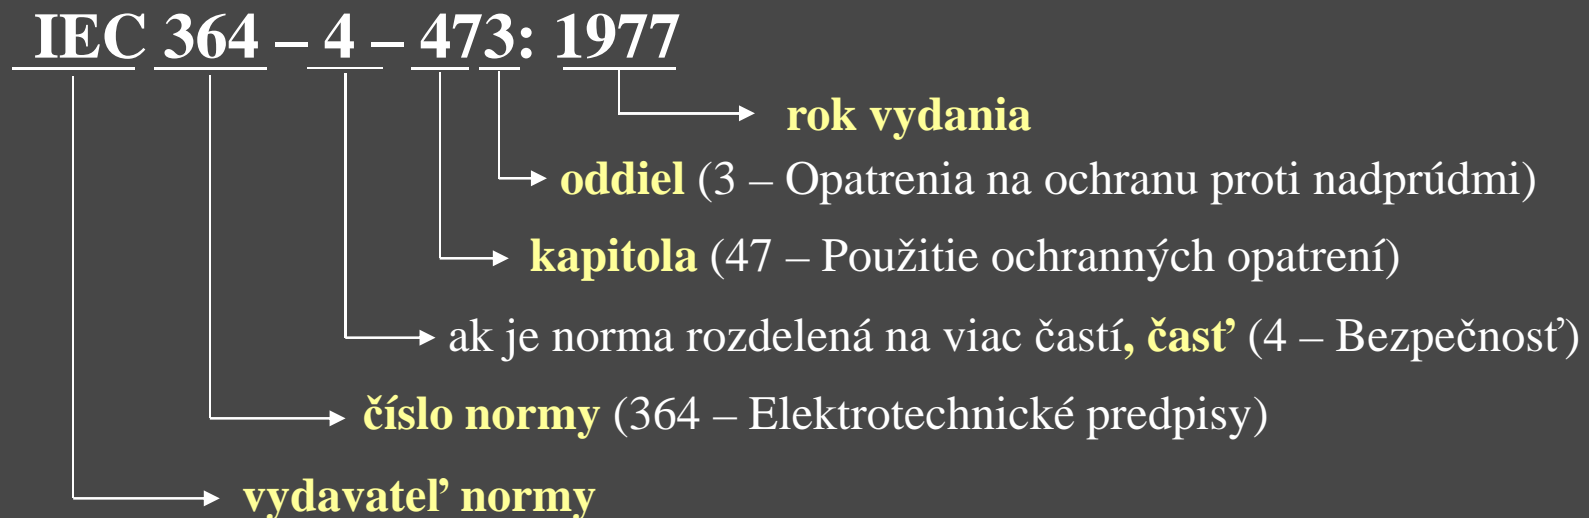 IEC 364 – 4 – 473: 1977
rok vydania
oddiel (3 – Opatrenia na ochranu proti nadprúdmi)
kapitola (47 – Použitie ochranných opatrení)
ak je norma rozdelená na viac častí, časť (4 – Bezpečnosť)
číslo normy (364 – Elektrotechnické predpisy)
vydavateľ normy